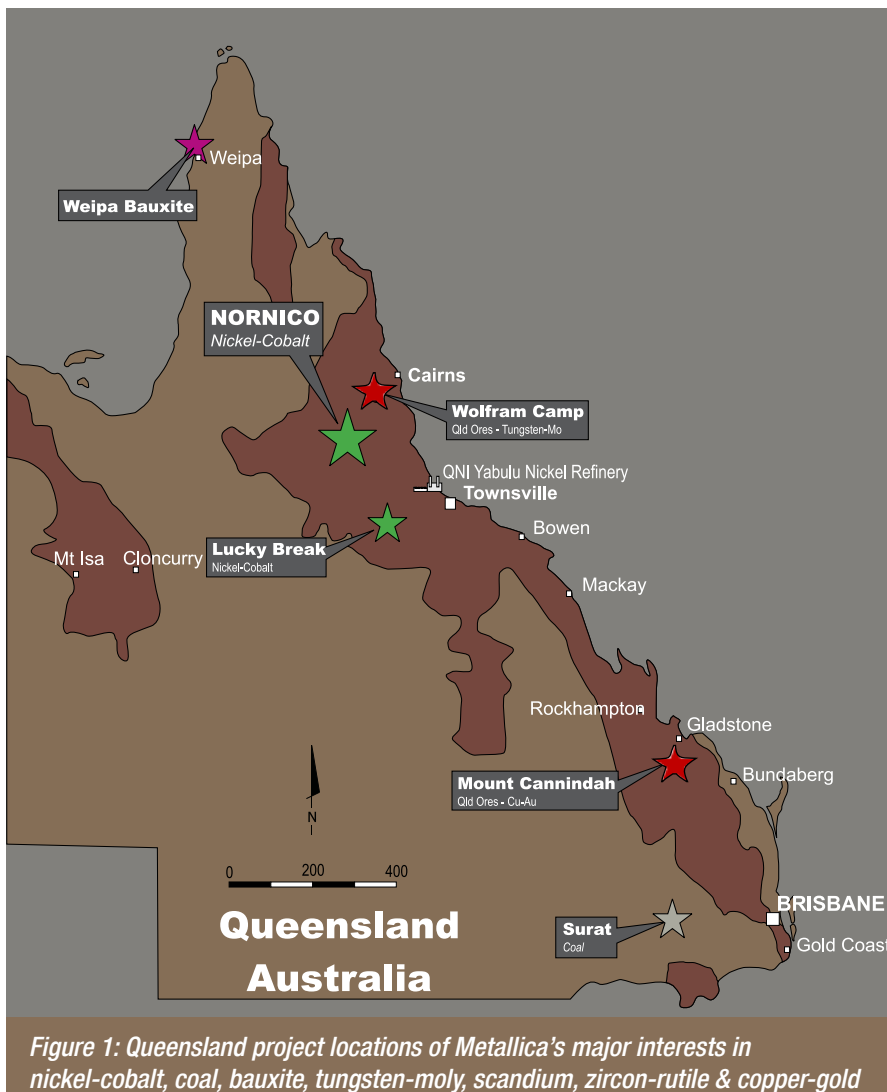 Weipa
Weipa Bauxite
NORNICO
Nickel-Cobalt
Cairns
Wolfram Camp
Qld Ores - Tungsten-Mo
QNI Yabulu Nickel Refinery
Townsville
Lucky Break
Nickel-Cobalt
Bowen
Mt Isa
Cloncurry
Mackay
Rockhampton
Gladstone
Mount Cannindah
Qld Ores - Cu-Au
Bundaberg
N
0 200 400
Queensland
Australia
Surat
Coal
BRISBANE
Gold Coast
Figure 1: Queensland project locations of Metallica’s major interests in
nickel-cobalt, coal, bauxite, tungsten-moly, scandium, zircon-rutile & copper-gold